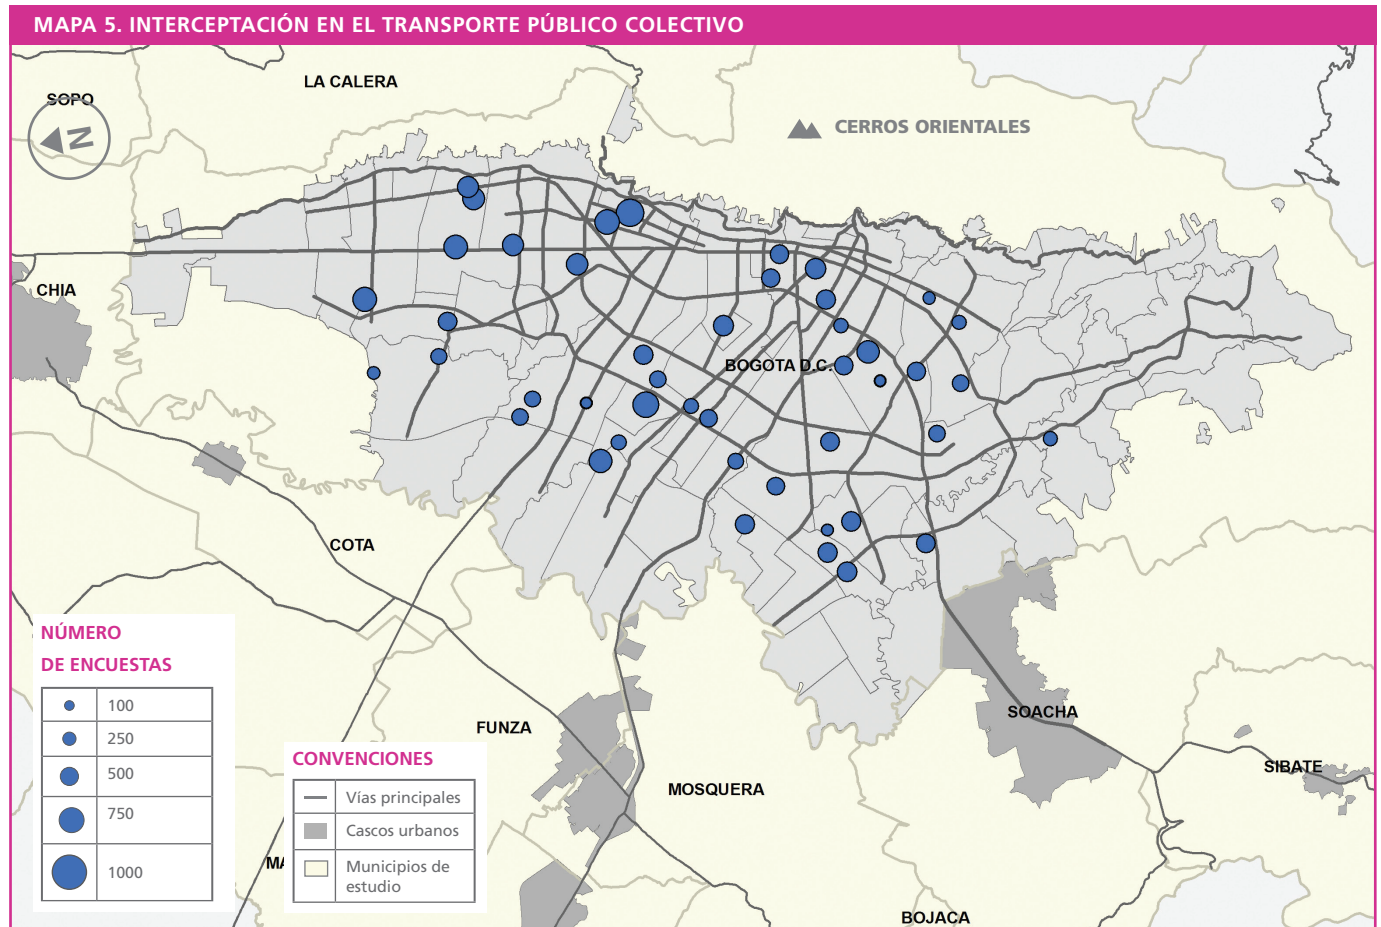 MAPA 5. INTERCEPTACIÓN EN EL TRANSPORTE PÚBLICO COLECTIVO
LA CALERA
SOPO
N
CERROS ORIENTALES
CHIA
BOGOTA D.C.
COTA
NÚMERO
DE ENCUESTAS
100
250
500
750
1000
FUNZA
CONVENCIONES
Vías principales
Cascos urbanos
Municipios de
estudio
MOSQUERA
SOACHA
SIBATE
BOJACA